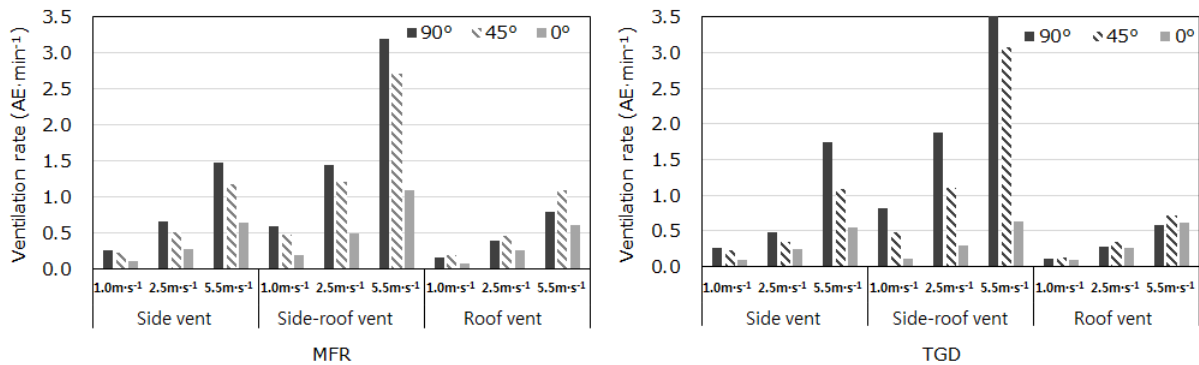 3.5
3.0
2.5
2.0
1.5
1.0
0.5
0.0
Ventilation rate (AE·min⁻¹)
90° 45° 0°
1.0m·s⁻¹ 2.5m·s⁻¹ 5.5m·s⁻¹ 1.0m·s⁻¹ 2.5m·s⁻¹ 5.5m·s⁻¹ 1.0m·s⁻¹ 2.5m·s⁻¹ 5.5m·s⁻¹
Side vent Side-roof vent Roof vent
MFR
3.5
3.0
2.5
2.0
1.5
1.0
0.5
0.0
Ventilation rate (AE·min⁻¹)
90° 45° 0°
1.0m·s⁻¹ 2.5m·s⁻¹ 5.5m·s⁻¹ 1.0m·s⁻¹ 2.5m·s⁻¹ 5.5m·s⁻¹ 1.0m·s⁻¹ 2.5m·s⁻¹ 5.5m·s⁻¹
Side vent Side-roof vent Roof vent
TGD